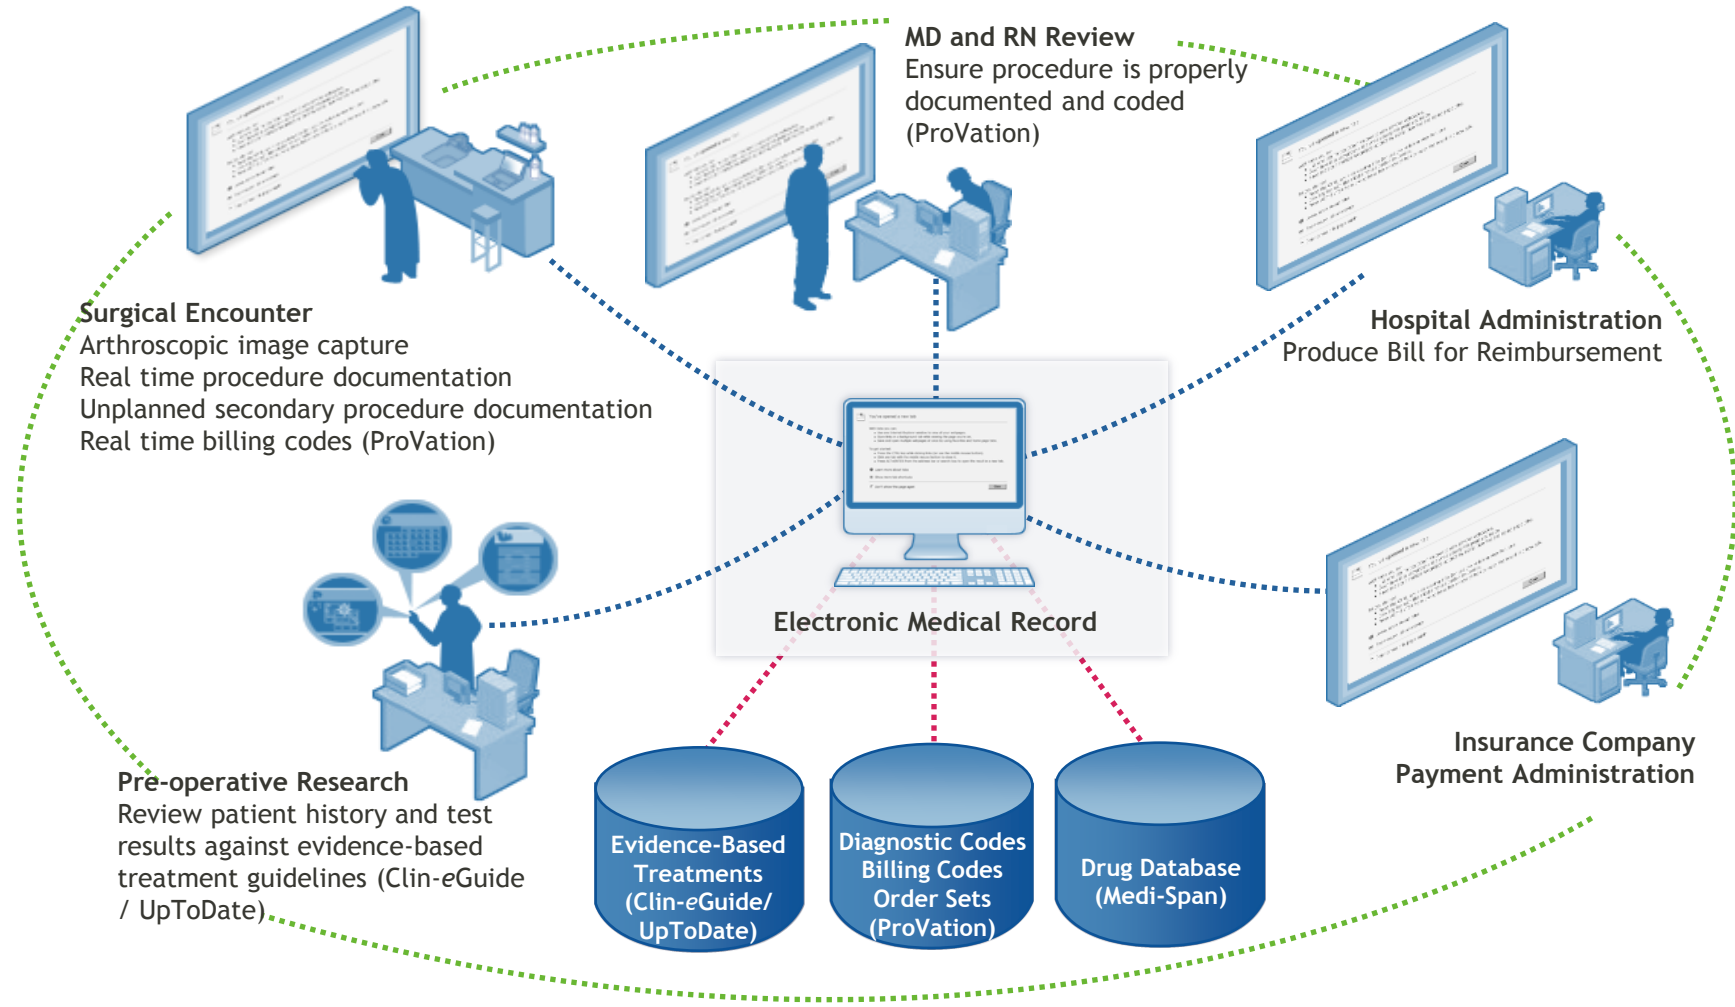 MD and RN Review
Ensure procedure is properly
documented and coded
(ProVation)
Surgical Encounter
Arthroscopic image capture
Real time procedure documentation
Unplanned secondary procedure documentation
Real time billing codes (ProVation)
Hospital Administration
Produce Bill for Reimbursement
Electronic Medical Record
Insurance Company
Payment Administration
Pre-operative Research
Review patient history and test
results against evidence-based
treatment guidelines (Clin-eGuide
/ UpToDate)
Evidence-Based
Treatments
(Clin-eGuide/
UpToDate)
Diagnostic Codes
Billing Codes
Order Sets
(ProVation)
Drug Database
(Medi-Span)